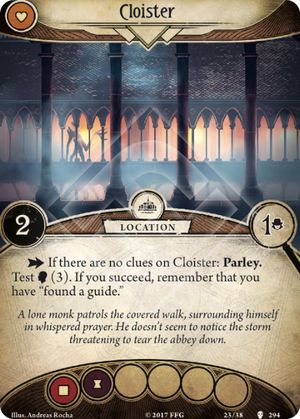 Cloister
2
LOCATION
1
If there are no clues on Cloister: Parley.
Test (3). If you succeed, remember that
you have "found a guide."
A lone monk patrols the covered walk, surrounding himself
in whispered prayer. He doesn't seem to notice the storm
threatening to tear the abbey down.
Illus. Andreas Rocha © 2017 FFG 23/38 294